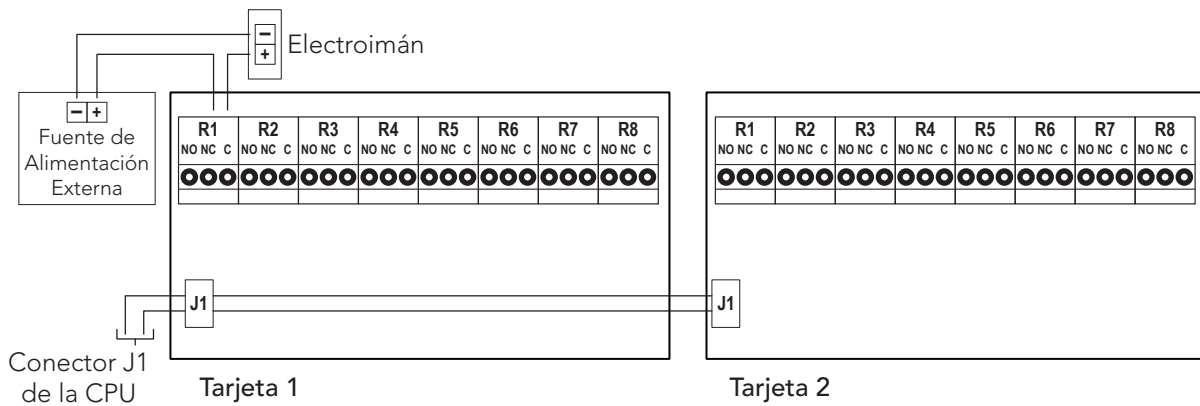 − +
Electroimán
− +
Fuente de
Alimentación
Externa
R1 R2 R3 R4 R5 R6 R7 R8
NO NC C NO NC C NO NC C NO NC C NO NC C NO NC C NO NC C NO NC C
R1 R2 R3 R4 R5 R6 R7 R8
NO NC C NO NC C NO NC C NO NC C NO NC C NO NC C NO NC C NO NC C
J1
J1
Conector J1
de la CPU
Tarjeta 1
Tarjeta 2